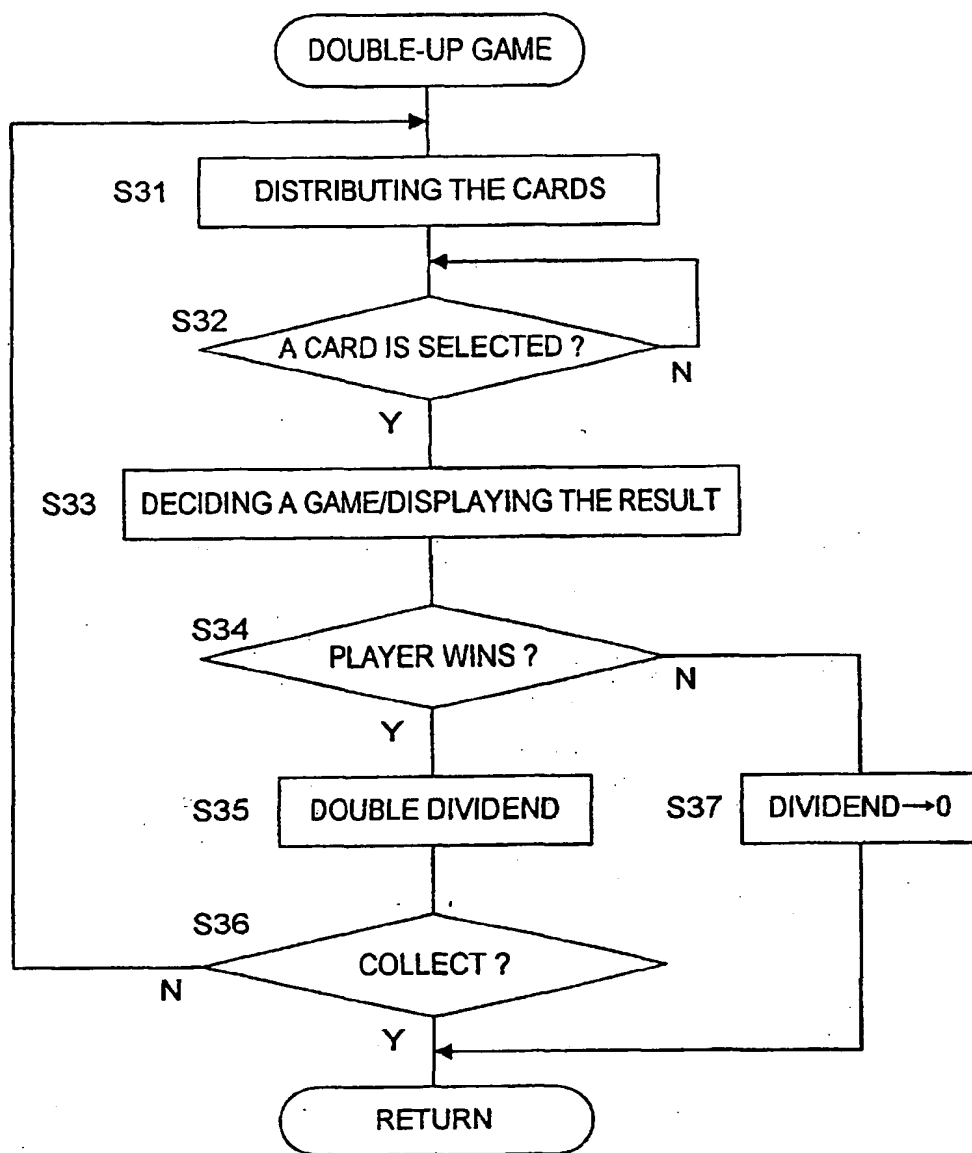 DOUBLE-UP GAME
S31
DISTRIBUTING THE CARDS
S32
A CARD IS SELECTED ?
N
Y
S33
DECIDING A GAME/DISPLAYING THE RESULT
S34
PLAYER WINS ?
N
Y
S35
DOUBLE DIVIDEND
S37
DIVIDEND→0
S36
COLLECT ?
N
Y
RETURN